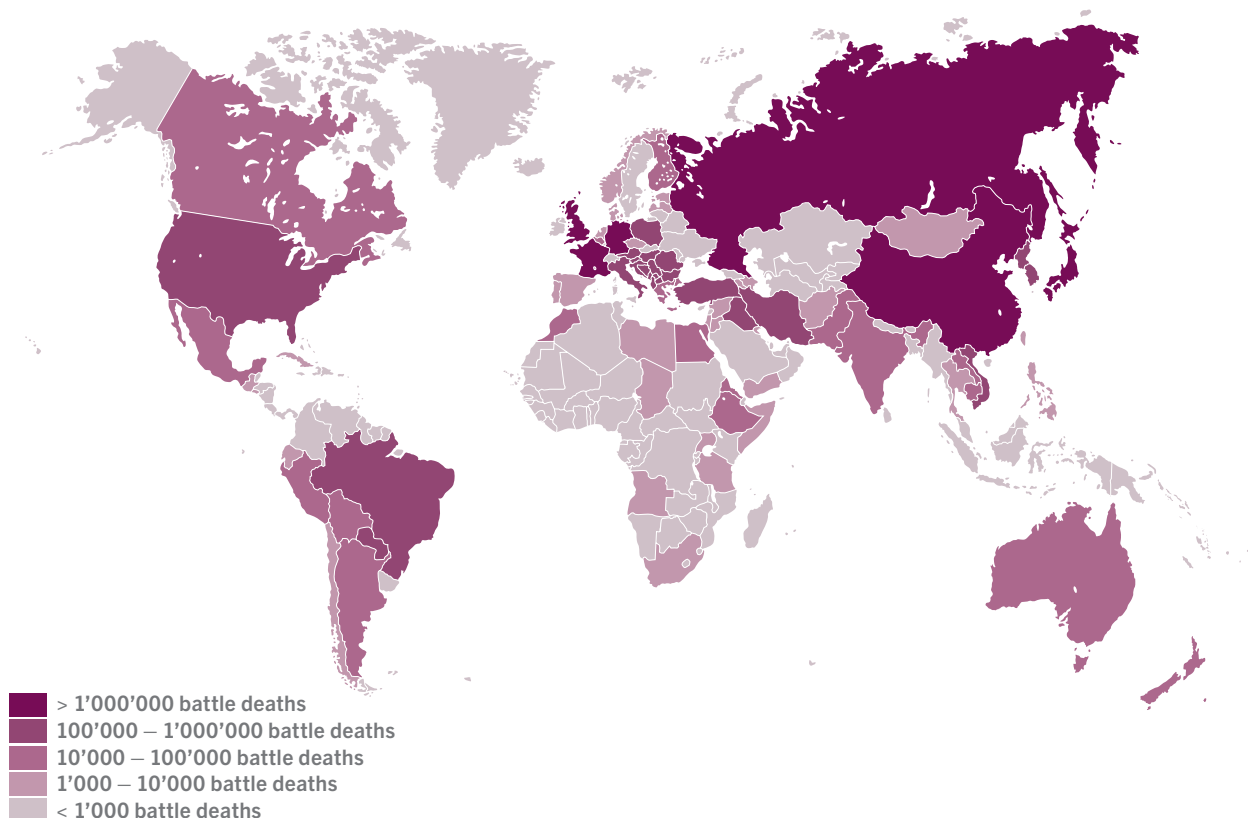 > 1’000’000 battle deaths
100’000 – 1’000’000 battle deaths
10’000 – 100’000 battle deaths
1’000 – 10’000 battle deaths
< 1’000 battle deaths